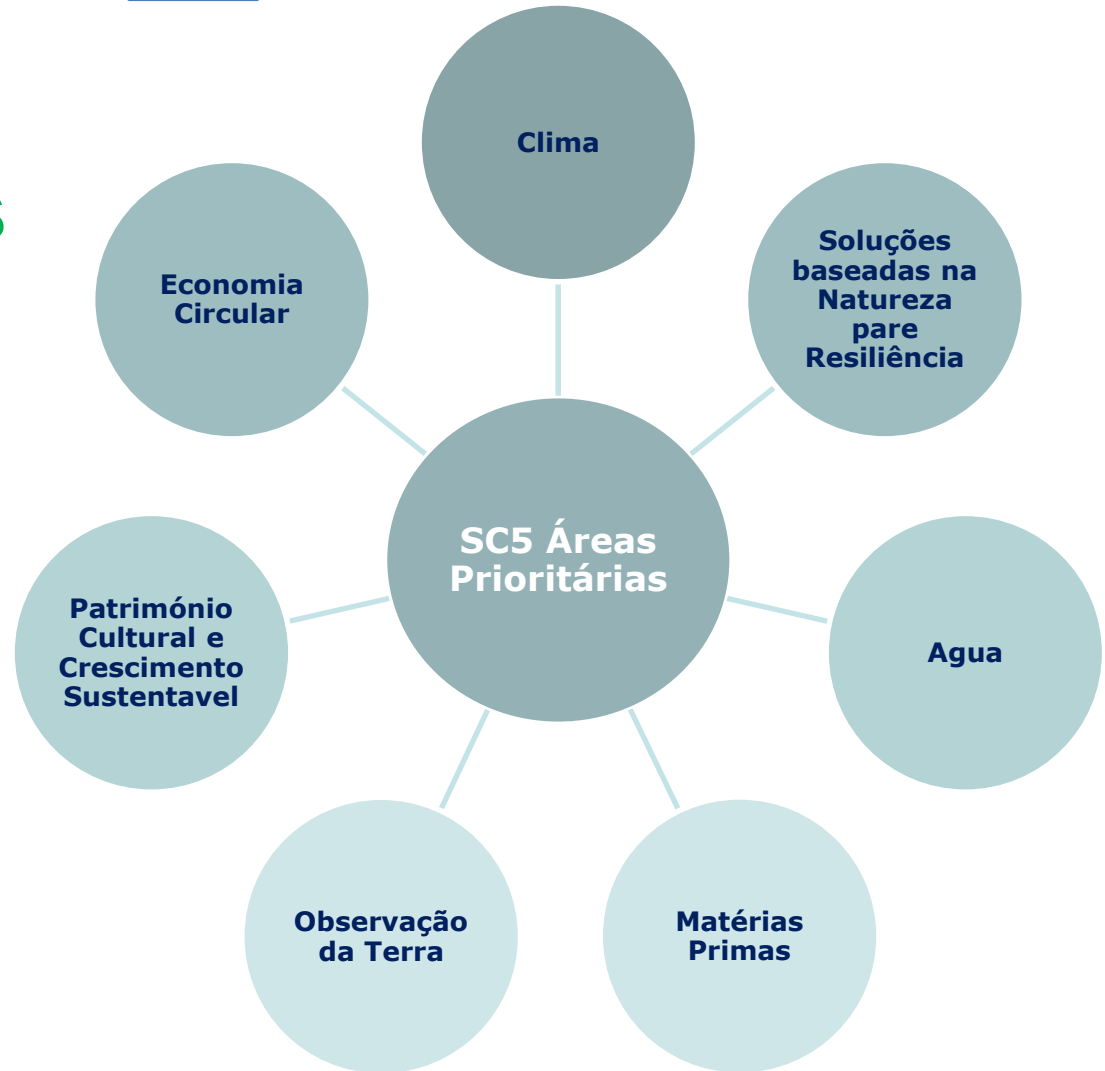 Clima
Soluções
baseadas na
Natureza
pare
Resiliência
Economia
Circular
s
SC5 Áreas
Prioritárias
Património
Cultural e
Crescimento
Sustentavel
Agua
Observação
da Terra
Matérias
Primas